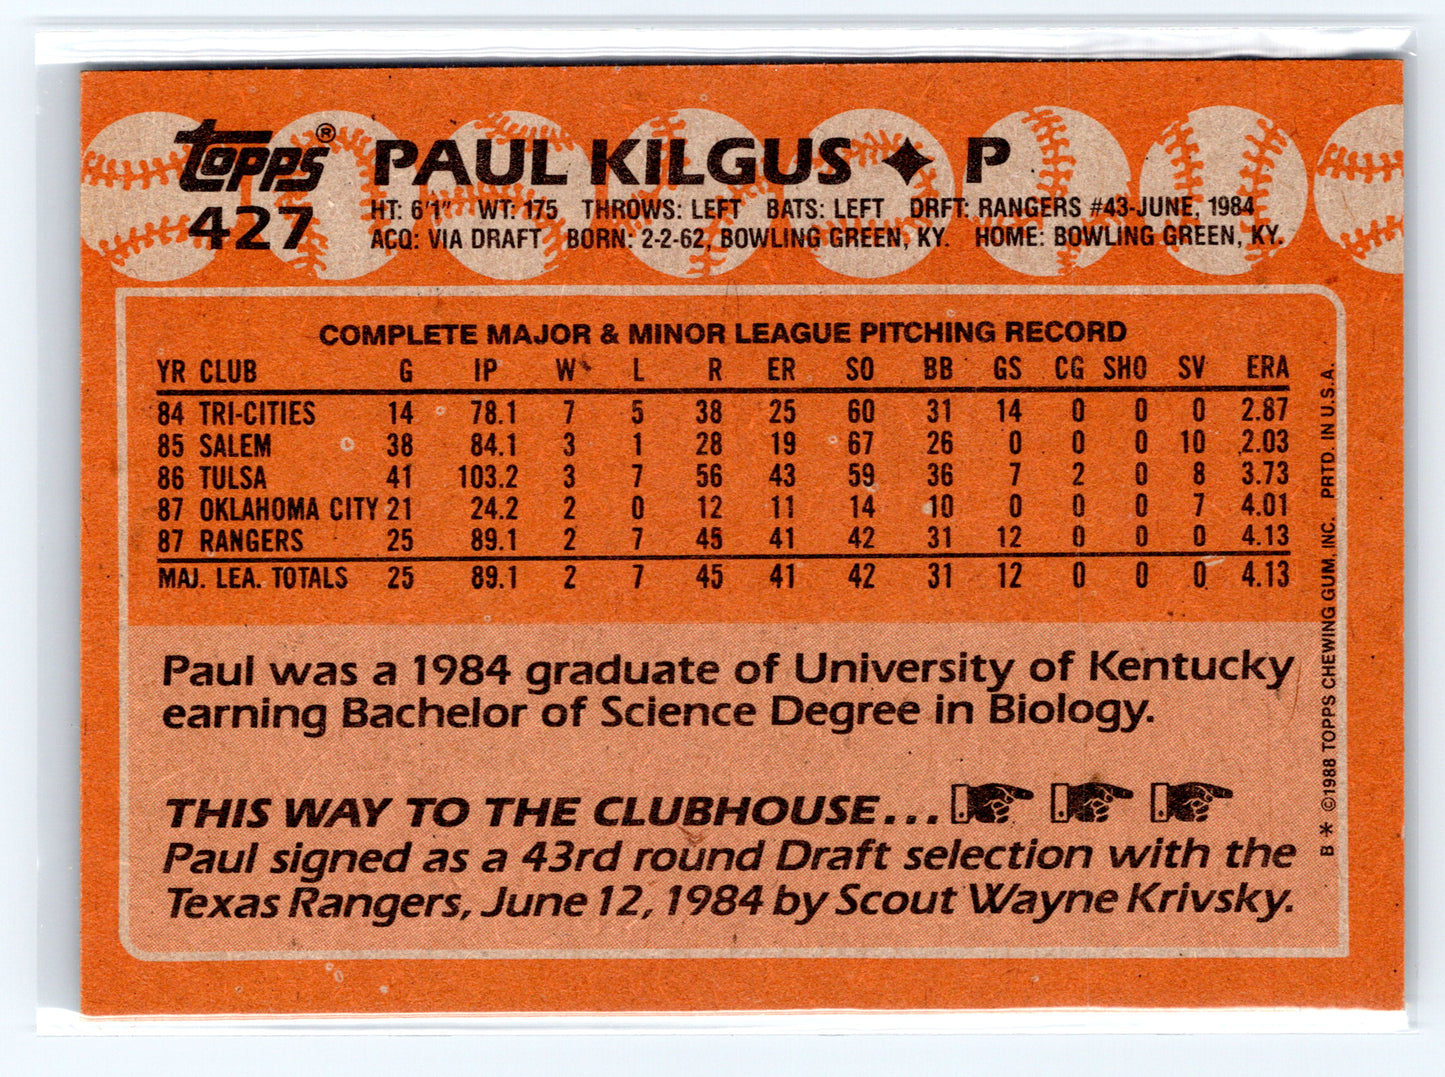 topps® PAUL KILGUS ✦ P
427 HT: 6'1" WT: 175 THROWS: LEFT BATS: LEFT DRFT: RANGERS #43-JUNE, 1984
ACQ: VIA DRAFT BORN: 2-2-62, BOWLING GREEN, KY. HOME: BOWLING GREEN, KY.
COMPLETE MAJOR & MINOR LEAGUE PITCHING RECORD
YR CLUB G IP W L R ER SO BB GS CG SHO SV ERA
84 TRI-CITIES 14 78.1 7 5 38 25 60 31 14 0 0 0 2.87
85 SALEM 38 84.1 3 1 28 19 67 26 0 0 0 10 2.03
86 TULSA 41 103.2 3 7 56 43 59 36 7 2 0 8 3.73
87 OKLAHOMA CITY 21 24.2 2 0 12 11 14 10 0 0 0 7 4.01
87 RANGERS 25 89.1 2 7 45 41 42 31 12 0 0 0 4.13
MAJ. LEA. TOTALS 25 89.1 2 7 45 41 42 31 12 0 0 0 4.13
Paul was a 1984 graduate of University of Kentucky
earning Bachelor of Science Degree in Biology.
THIS WAY TO THE CLUBHOUSE...
Paul signed as a 43rd round Draft selection with the
Texas Rangers, June 12, 1984 by Scout Wayne Krivsky.
B * ©1988 TOPPS CHEWING GUM, INC. PRTD. IN U.S.A.